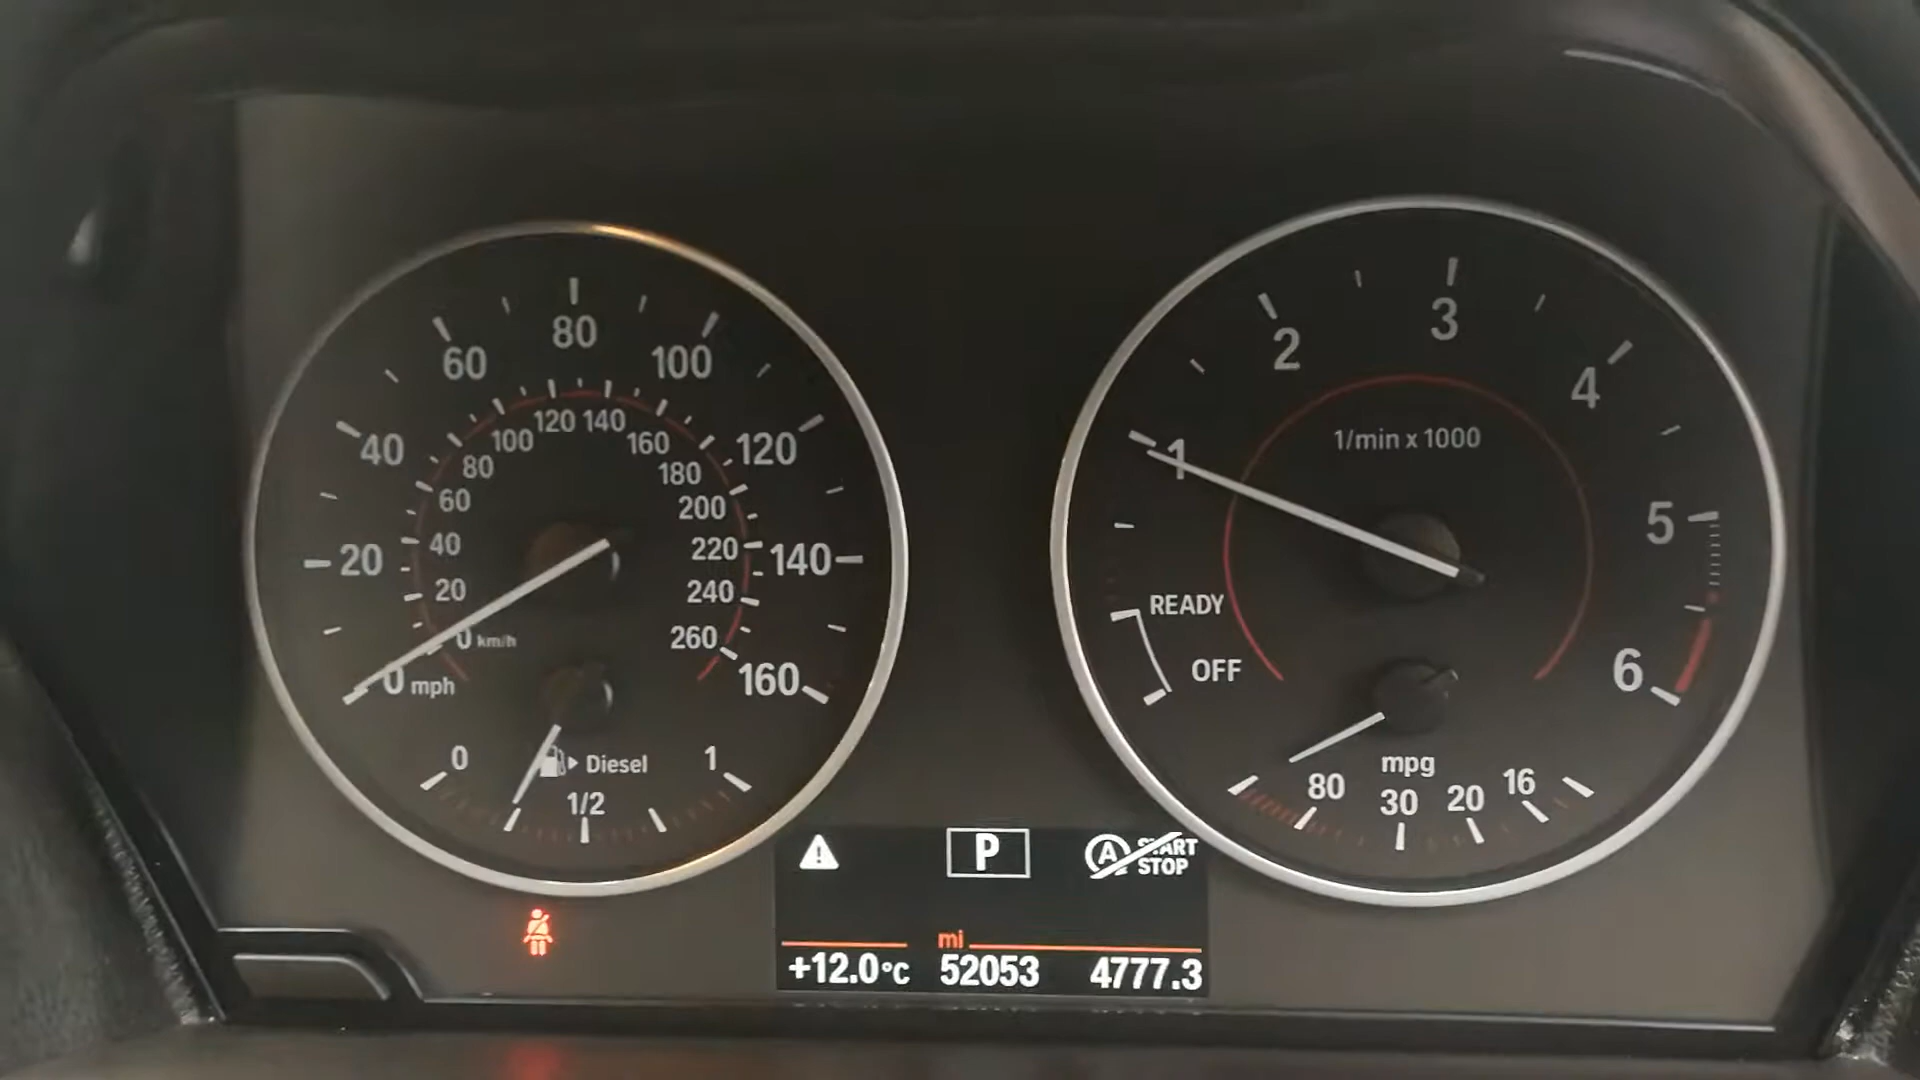 80
60
100
40
120
20
140
0 mph
160
120 140
100
160
80
180
60
200
40
220
20
240
0 km/h
260
0
Diesel
1
1/2
3
2
4
1/min x 1000
1
5
READY
OFF
6
mpg
80
30
20
16
P
A
START
STOP
mi
+12.0°C 52053 4777.3